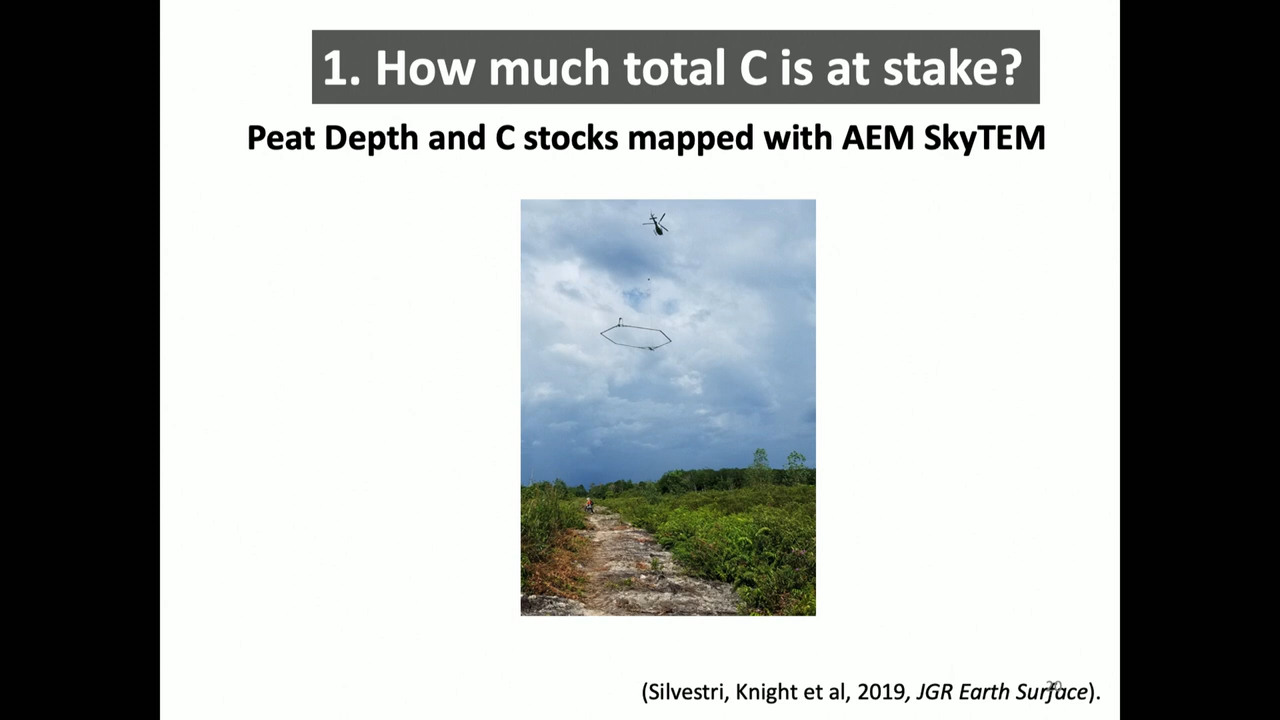 1. How much total C is at stake?
Peat Depth and C stocks mapped with AEM SkyTEM
(Silvestri, Knight et al, 2019, JGR Earth Surface).
20